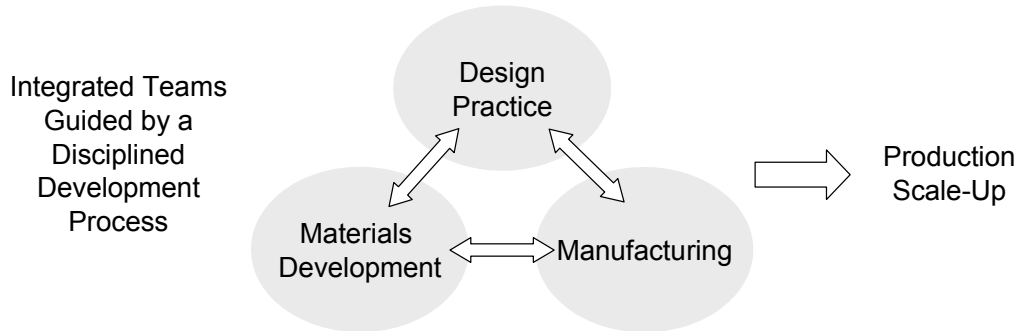 Integrated Teams
Guided by a
Disciplined
Development
Process
Design
Practice
Materials
Development
Manufacturing
Production
Scale-Up